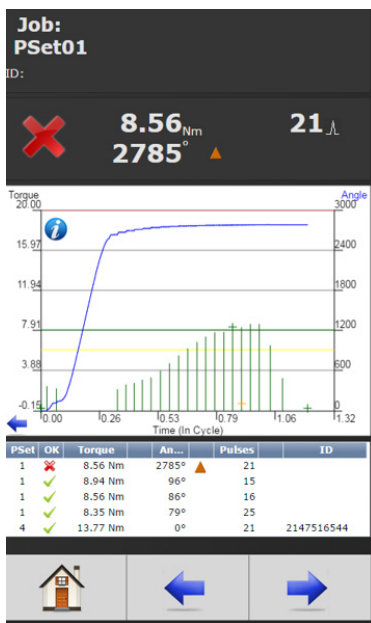 Job:
PSet01
ID:
8.56 Nm 21
2785°
Torque Angle
20.00 3000
15.97 2400
11.94 1800
7.91 1200
3.88 600
-0.15 0
0.00 0.26 0.53 0.79 1.06 1.32
Time (In Cycle)
PSet OK Torque An... Pulses ID
1 8.56 Nm 2785° 21
1 8.94 Nm 96° 15
1 8.56 Nm 86° 16
1 8.35 Nm 79° 25
4 13.77 Nm 0° 21 2147516544